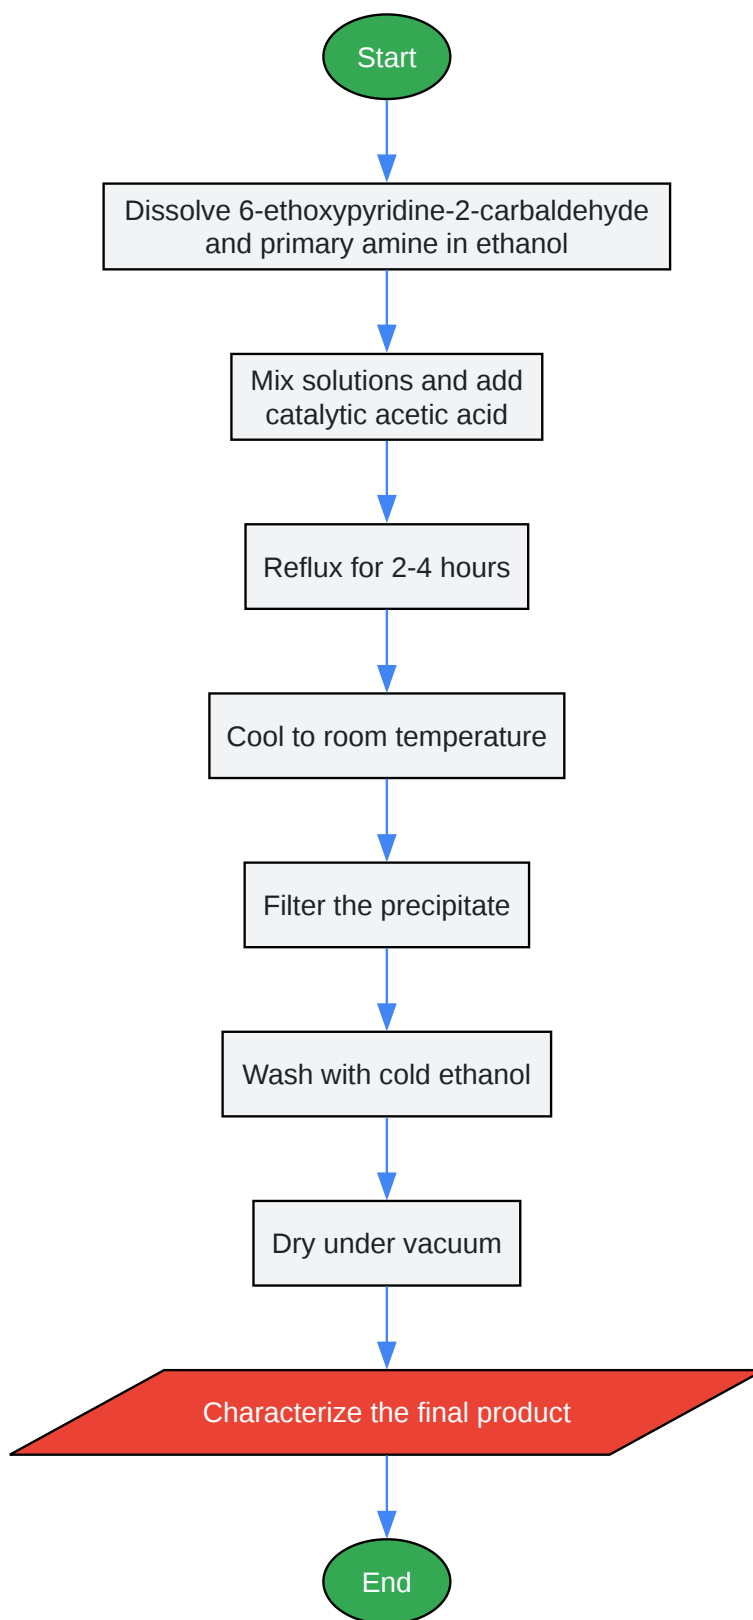 Start
Dissolve 6-ethoxypyridine-2-carbaldehyde
and primary amine in ethanol
Mix solutions and add
catalytic acetic acid
Reflux for 2-4 hours
Cool to room temperature
Filter the precipitate
Wash with cold ethanol
Dry under vacuum
Characterize the final product
End